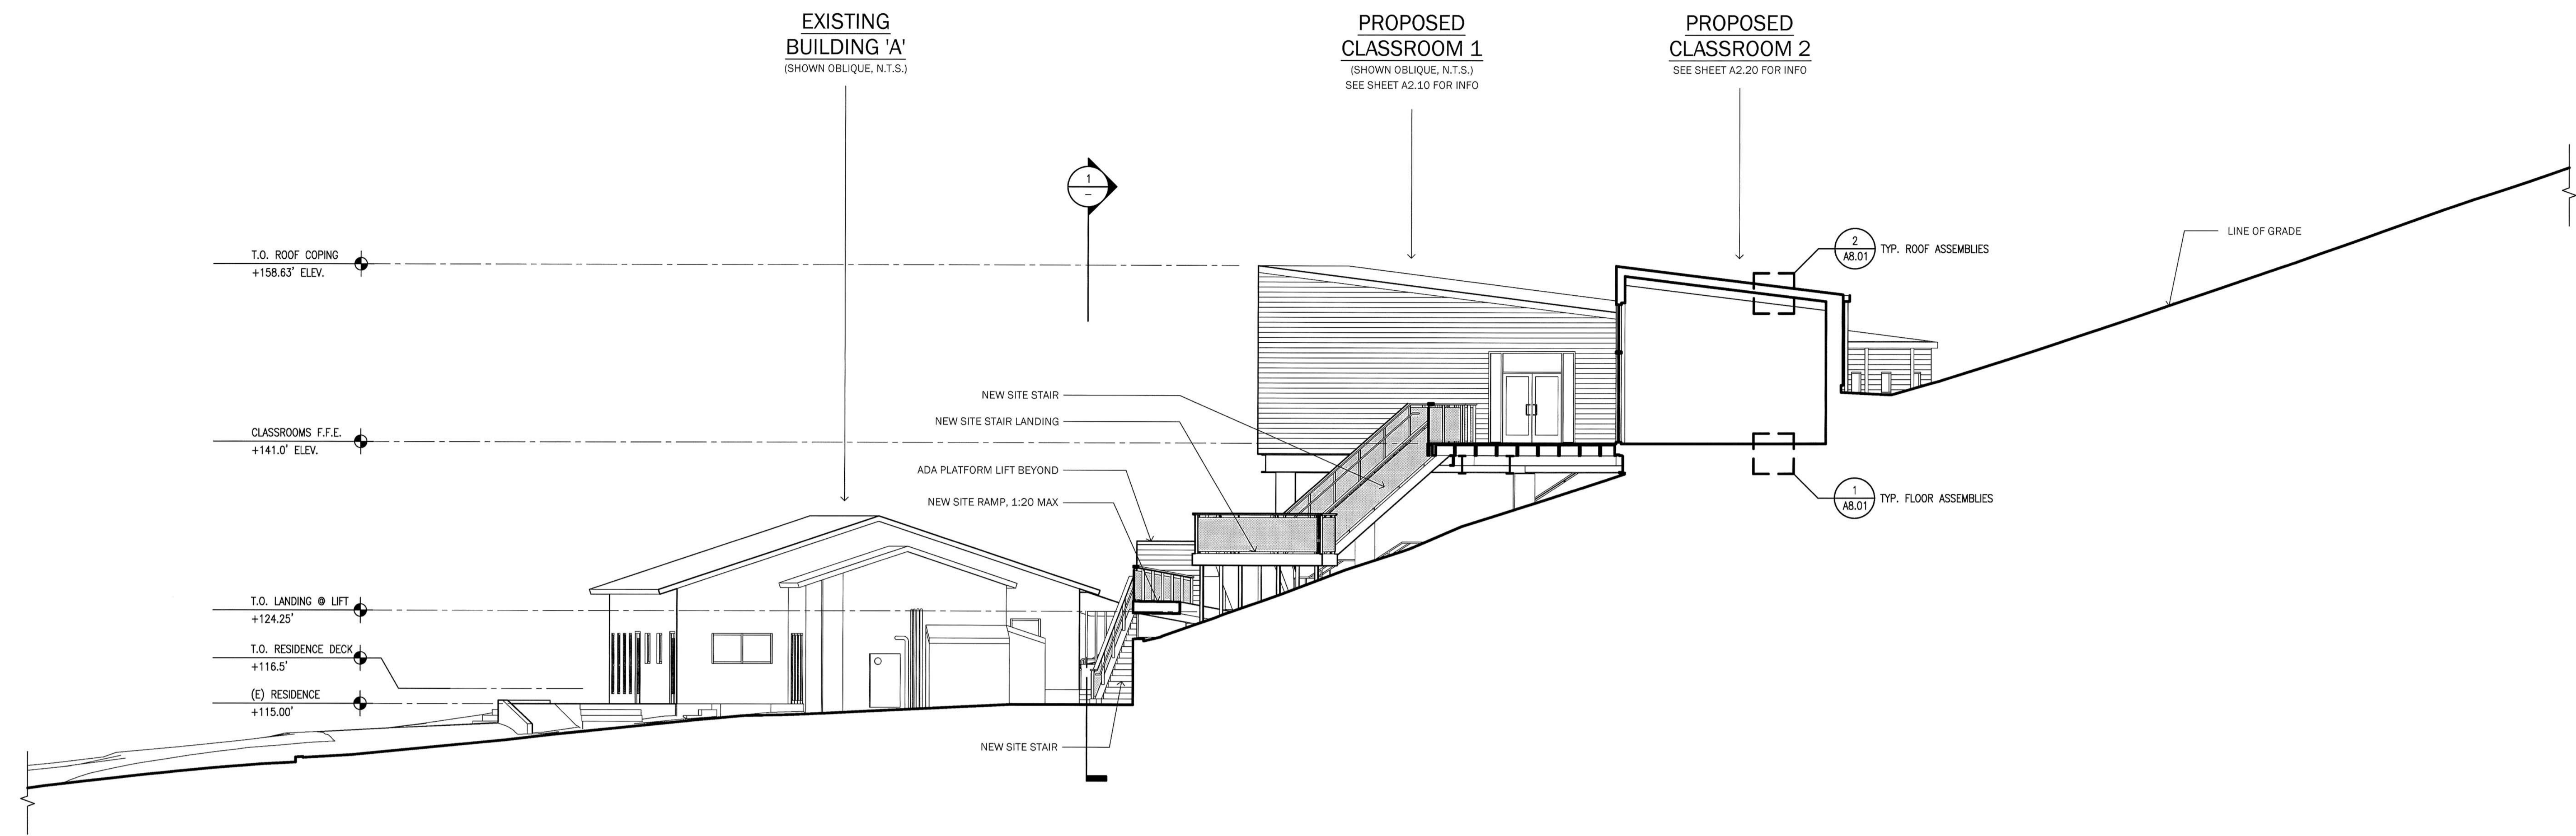 EXISTING
BUILDING 'A'
(SHOWN OBLIQUE, N.T.S.)
PROPOSED
CLASSROOM 1
(SHOWN OBLIQUE, N.T.S.)
SEE SHEET A2.10 FOR INFO
PROPOSED
CLASSROOM 2
SEE SHEET A2.20 FOR INFO
1
–
T.O. ROOF COPING
+158.63' ELEV.
2
A8.01
TYP. ROOF ASSEMBLIES
LINE OF GRADE
NEW SITE STAIR
NEW SITE STAIR LANDING
CLASSROOMS F.F.E.
+141.0' ELEV.
ADA PLATFORM LIFT BEYOND
NEW SITE RAMP, 1:20 MAX
1
A8.01
TYP. FLOOR ASSEMBLIES
T.O. LANDING @ LIFT
+124.25'
T.O. RESIDENCE DECK
+116.5'
(E) RESIDENCE
+115.00'
NEW SITE STAIR